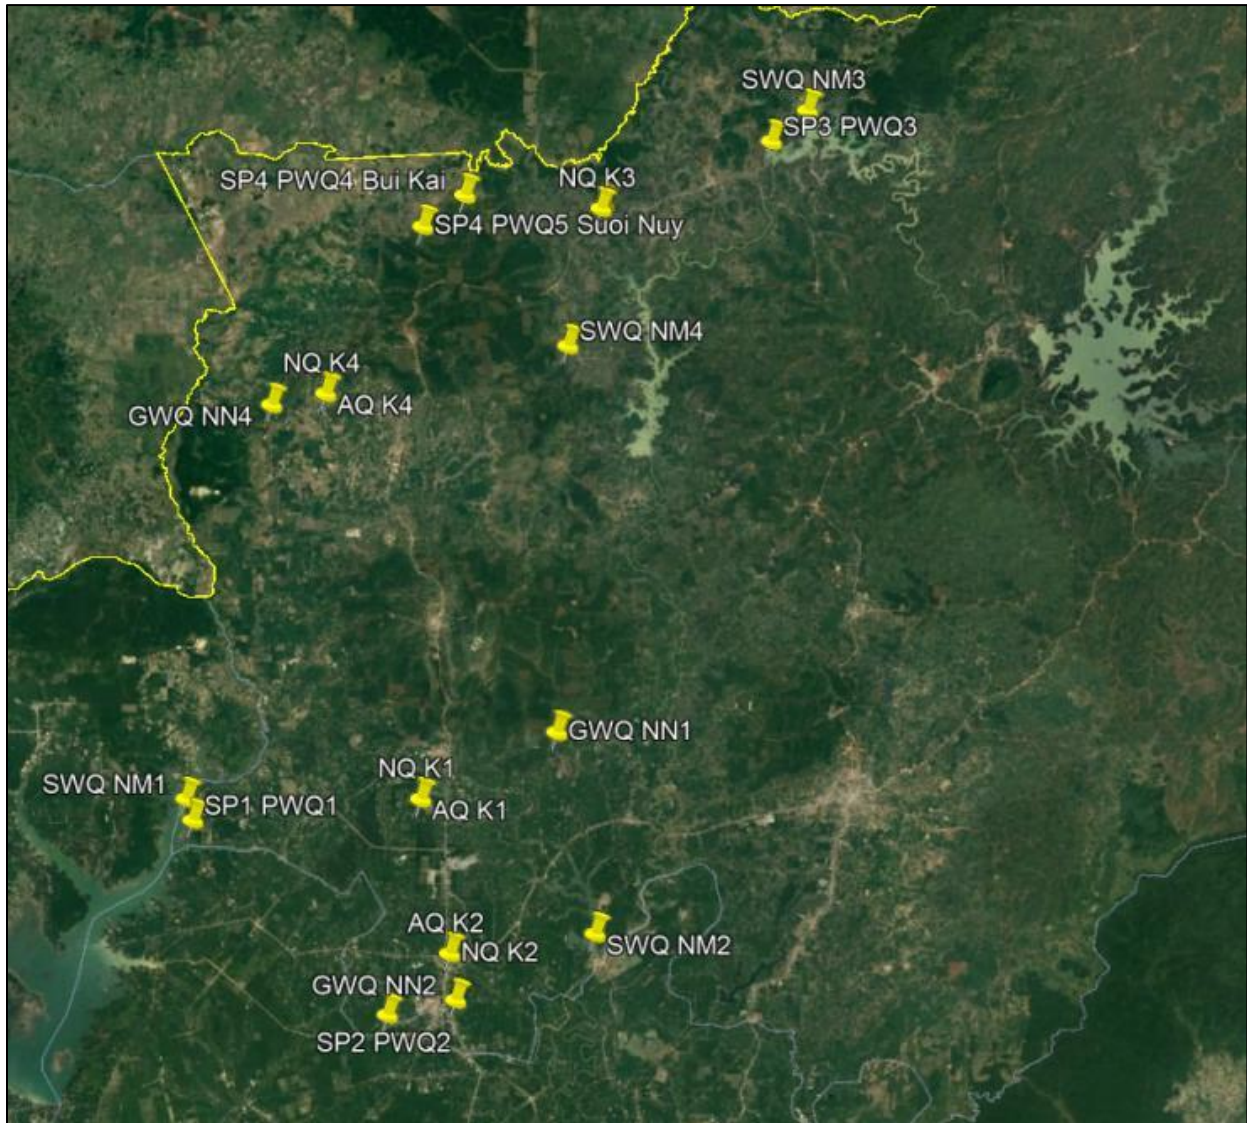 SWQ NM3
SP3 PWQ3
SP4 PWQ4 Bui Kai
NQ K3
SP4 PWQ5 Suoi Nuy
SWQ NM4
NQ K4
AQ K4
GWQ NN4
GWQ NN1
NQ K1
SWQ NM1
SP1 PWQ1
AQ K1
AQ K2
NQ K2
SWQ NM2
GWQ NN2
SP2 PWQ2